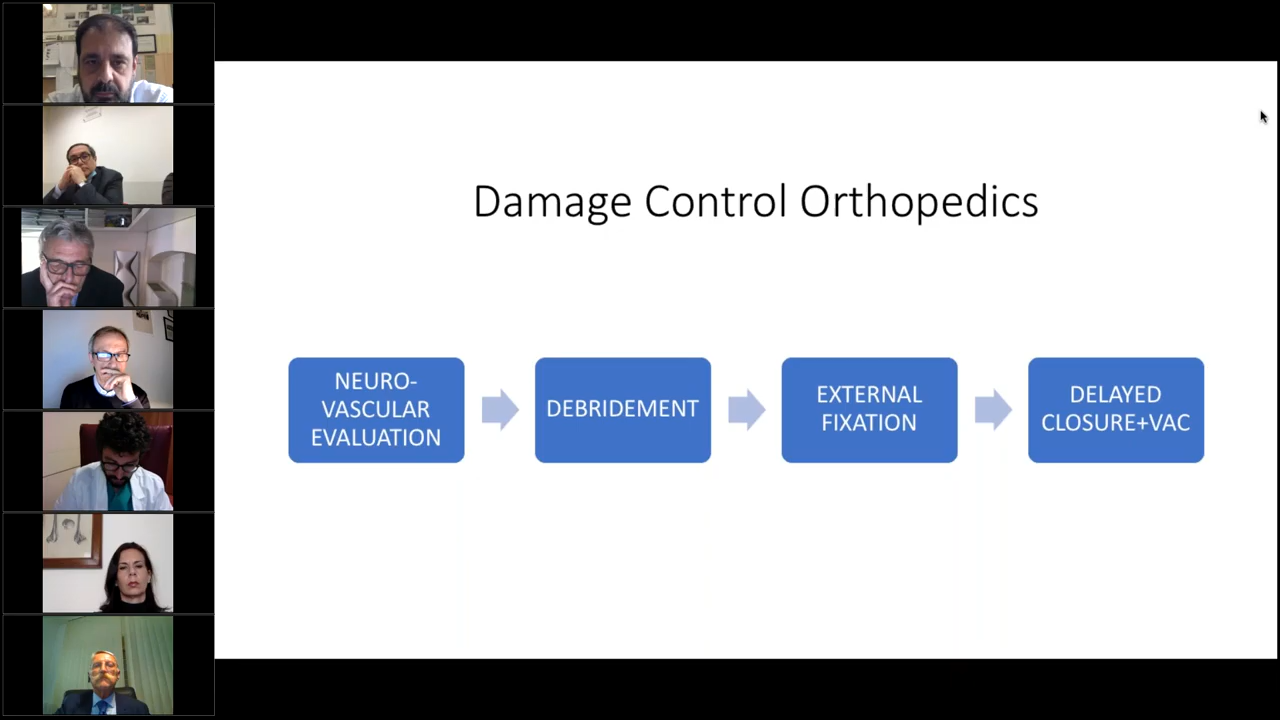 Damage Control Orthopedics
NEURO-
VASCULAR
EVALUATION
DEBRIDEMENT
EXTERNAL
FIXATION
DELAYED
CLOSURE+VAC